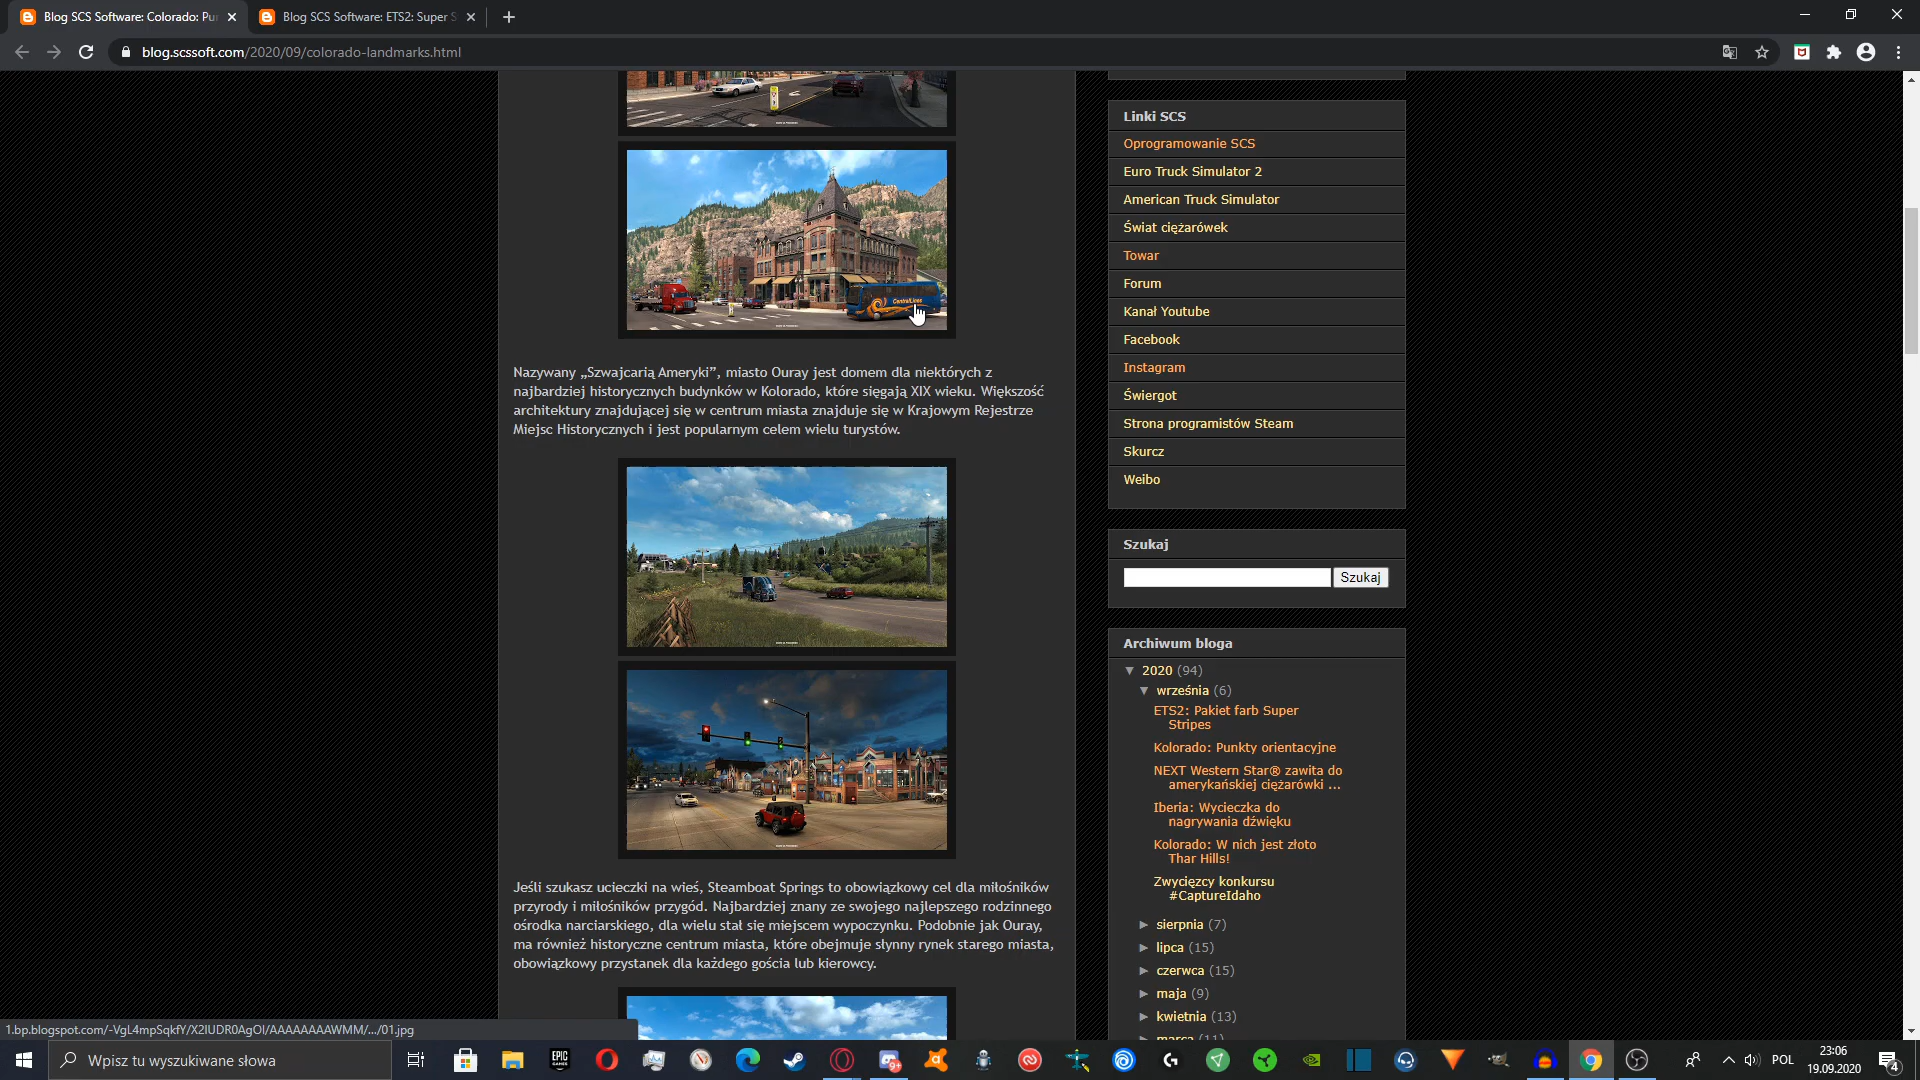 Blog SCS Software: Colorado: Pu
Blog SCS Software: ETS2: Super S
blog.scssoft.com/2020/09/colorado-landmarks.html
CentralLines
Nazywany „Szwajcarią Ameryki”, miasto Ouray jest domem dla niektórych z
najbardziej historycznych budynków w Kolorado, które sięgają XIX wieku. Większość
architektury znajdującej się w centrum miasta znajduje się w Krajowym Rejestrze
Miejsc Historycznych i jest popularnym celem wielu turystów.
Jeśli szukasz ucieczki na wieś, Steamboat Springs to obowiązkowy cel dla miłośników
przyrody i miłośników przygód. Najbardziej znany ze swojego najlepszego rodzinnego
ośrodka narciarskiego, dla wielu stał się miejscem wypoczynku. Podobnie jak Ouray,
ma również historyczne centrum miasta, które obejmuje słynny rynek starego miasta,
obowiązkowy przystanek dla każdego gościa lub kierowcy.
Linki SCS
Oprogramowanie SCS
Euro Truck Simulator 2
American Truck Simulator
Świat ciężarówek
Towar
Forum
Kanał Youtube
Facebook
Instagram
Świergot
Strona programistów Steam
Skurcz
Weibo
Szukaj
Szukaj
Archiwum bloga
▼ 2020 (94)
▼ września (6)
ETS2: Pakiet farb Super
Stripes
Kolorado: Punkty orientacyjne
NEXT Western Star® zawita do
amerykańskiej ciężarówki ...
Iberia: Wycieczka do
nagrywania dźwięku
Kolorado: W nich jest złoto
Thar Hills!
Zwycięzcy konkursu
#CaptureIdaho
► sierpnia (7)
► lipca (15)
► czerwca (15)
► maja (9)
► kwietnia (13)
► marca (11)
1.bp.blogspot.com/-VgL4mpSqkfY/X2IUDR0AgOI/AAAAAAAAWMM/.../01.jpg
Wpisz tu wyszukiwane słowa
EPIC
GAMES
9+
POL
23:06
19.09.2020
4